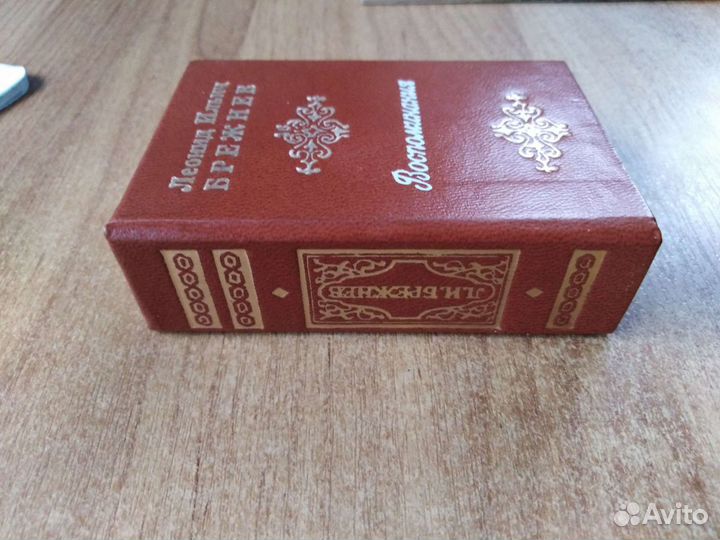 Леонид Ильич
БРЕЖНЕВ
Воспоминания
Л.И. БРЕЖНЕВ
Avito